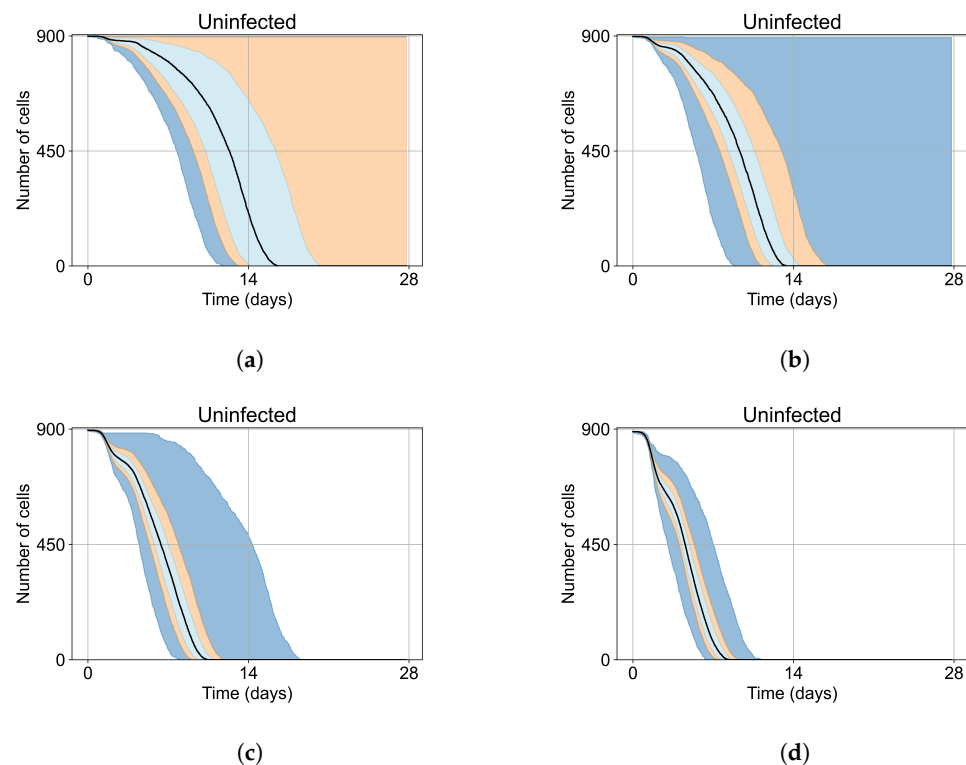 Uninfected
Number of cells
900
450
0
0 14 28
Time (days)
(a)
Uninfected
Number of cells
900
450
0
0 14 28
Time (days)
(b)
Uninfected
Number of cells
900
450
0
0 14 28
Time (days)
(c)
Uninfected
Number of cells
900
450
0
0 14 28
Time (days)
(d)